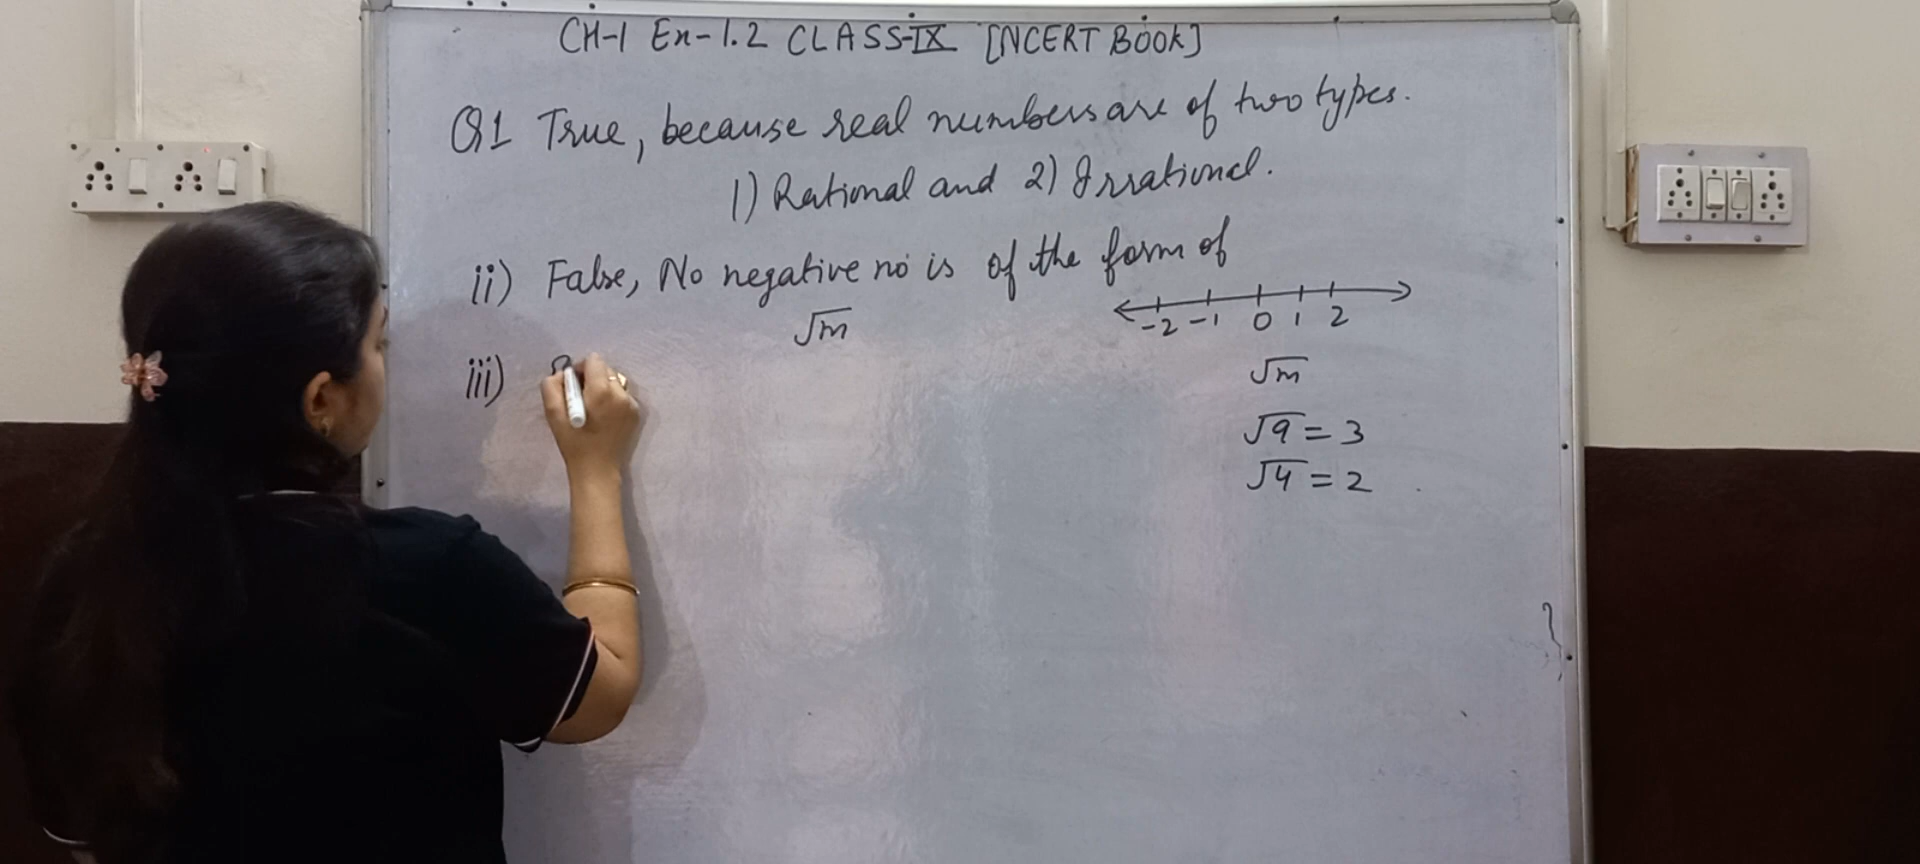 CH-1 Ex-1.2 CLASS-IX [NCERT BOOK]
Q1 True, because real numbers are of two types.
1) Rational and 2) Irrational.
ii) False, No negative no is of the form of
√m
-2 -1 0 1 2
iii)
√m
√9 = 3
√4 = 2